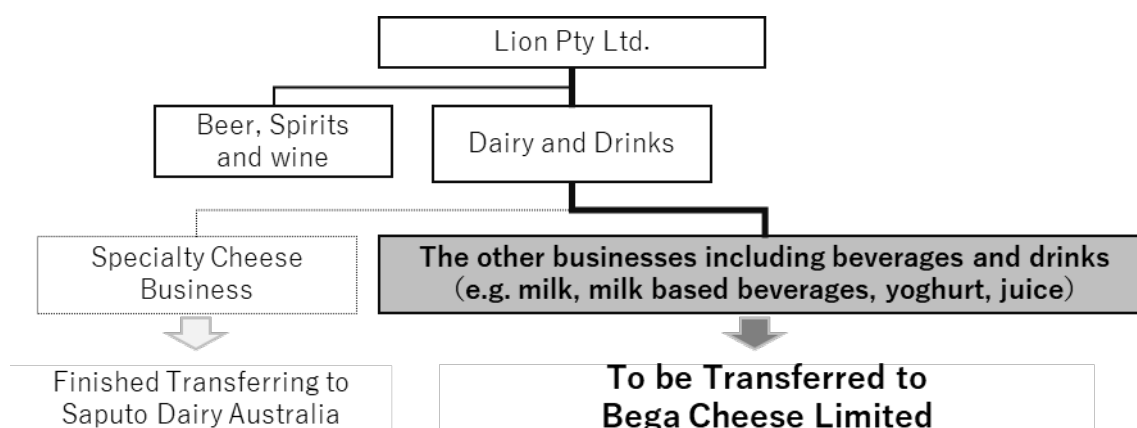 Lion Pty Ltd.
Beer, Spirits
and wine
Dairy and Drinks
Specialty Cheese
Business
The other businesses including beverages and drinks
（e.g. milk, milk based beverages, yoghurt, juice）
Finished Transferring to
Saputo Dairy Australia
To be Transferred to
Bega Cheese Limited